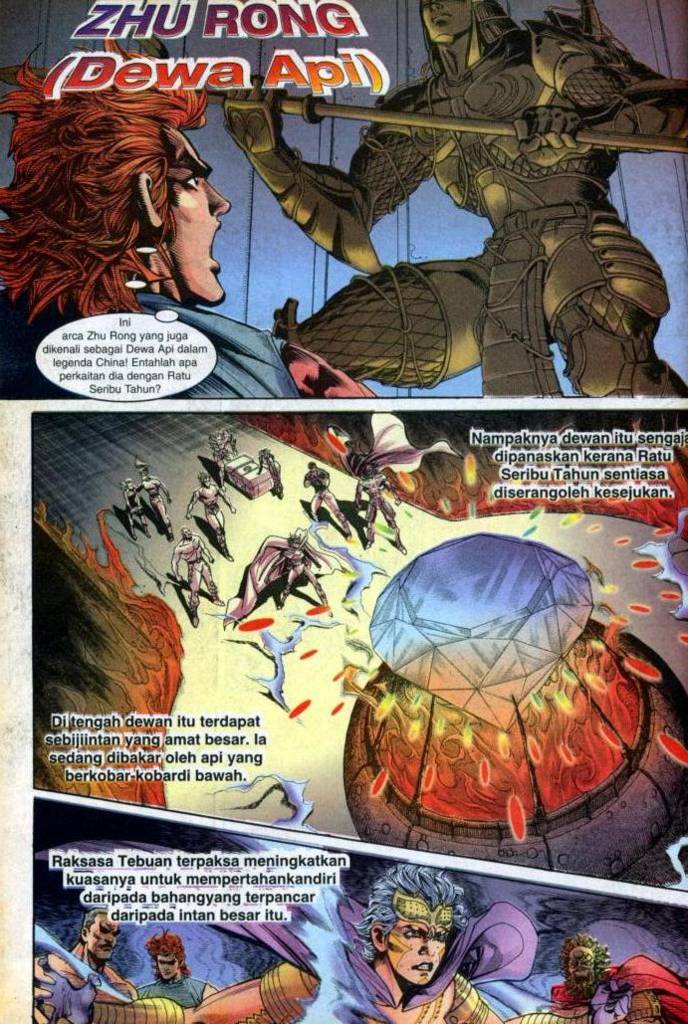 ZHU RONG
(Dewa Api)
Ini
arca Zhu Rong yang juga
dikenali sebagai Dewa Api dalam
legenda China! Entahlah apa
perkaitan dia dengan Ratu
Seribu Tahun?
Nampaknya dewan itu sengaja
dipanaskan kerana Ratu
Seribu Tahun sentiasa
diserangoleh kesejukan.
Di tengah dewan itu terdapat
sebijiintan yang amat besar. Ia
sedang dibakar oleh api yang
berkobar-kobardi bawah.
Raksasa Tebuan terpaksa meningkatkan
kuasanya untuk mempertahankandiri
daripada bahangyang terpancar
daripada intan besar itu.